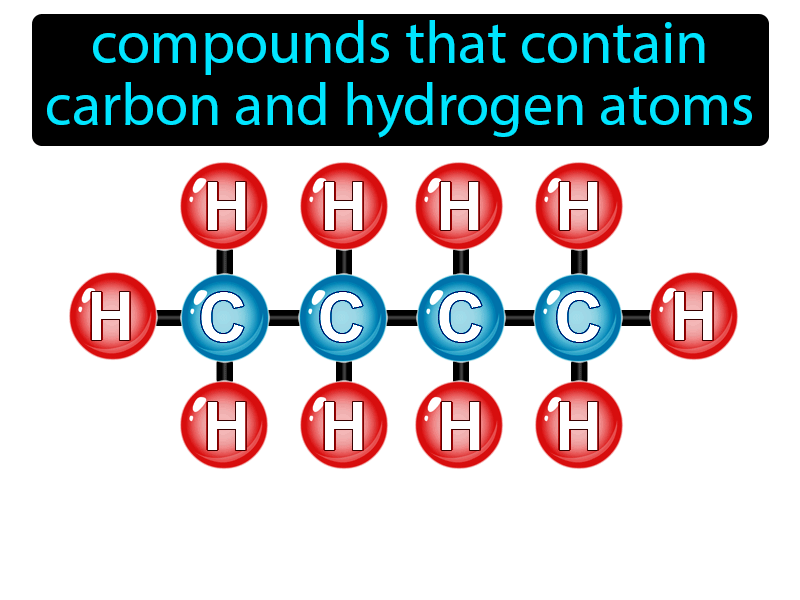 compounds that contain
carbon and hydrogen atoms
H H H H
H C C C C H
H H H H